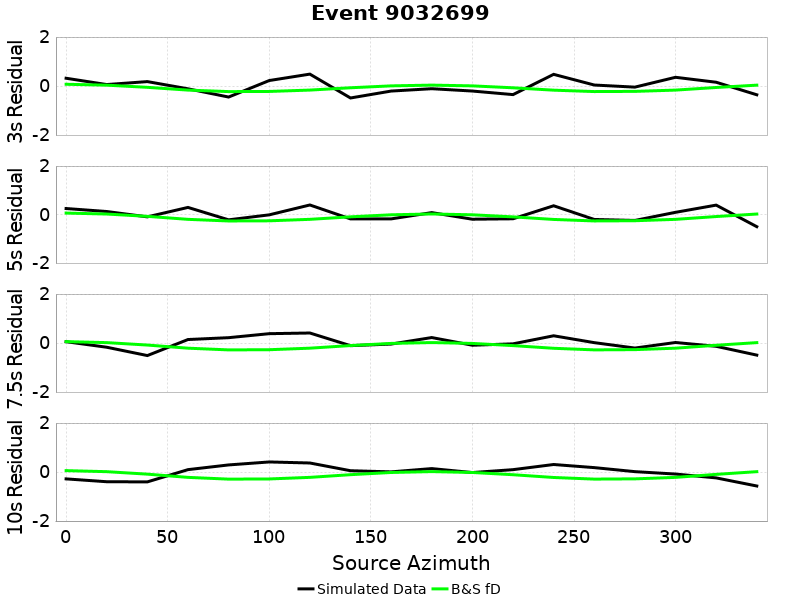 Event 9032699
3s Residual
2
0
-2
5s Residual
2
0
-2
7.5s Residual
2
0
-2
10s Residual
2
0
-2
0 50 100 150 200 250 300
Source Azimuth
Simulated Data B&S fD